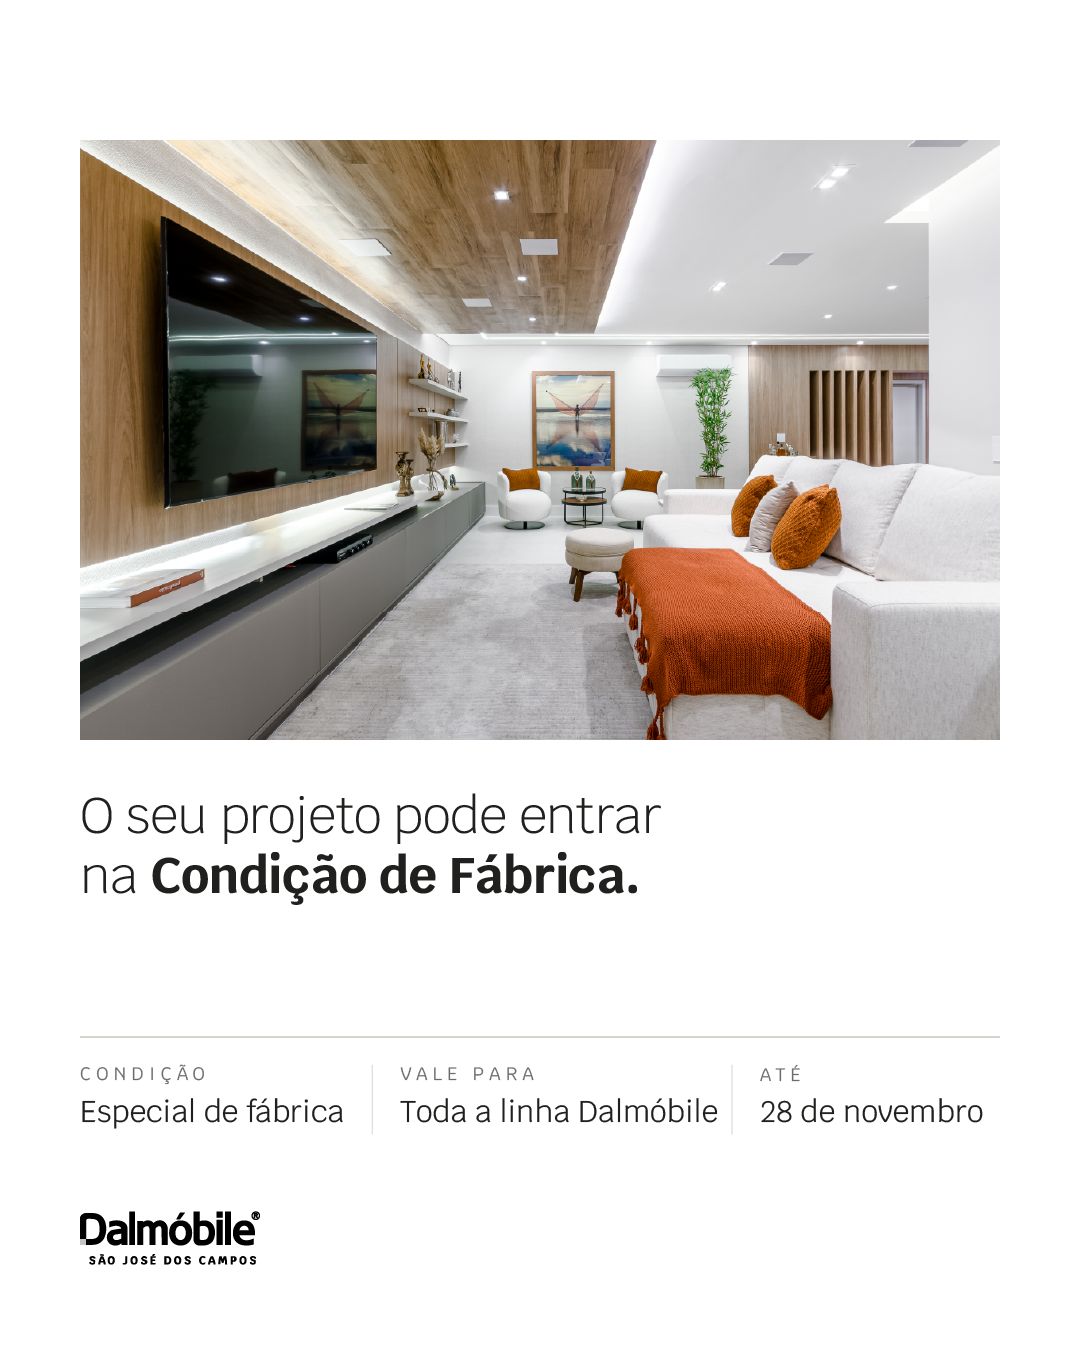 O seu projeto pode entrar
na Condição de Fábrica.
CONDIÇÃO
Especial de fábrica
VALE PARA
Toda a linha Dalmóbile
ATÉ
28 de novembro
Dalmóbile®
SÃO JOSÉ DOS CAMPOS